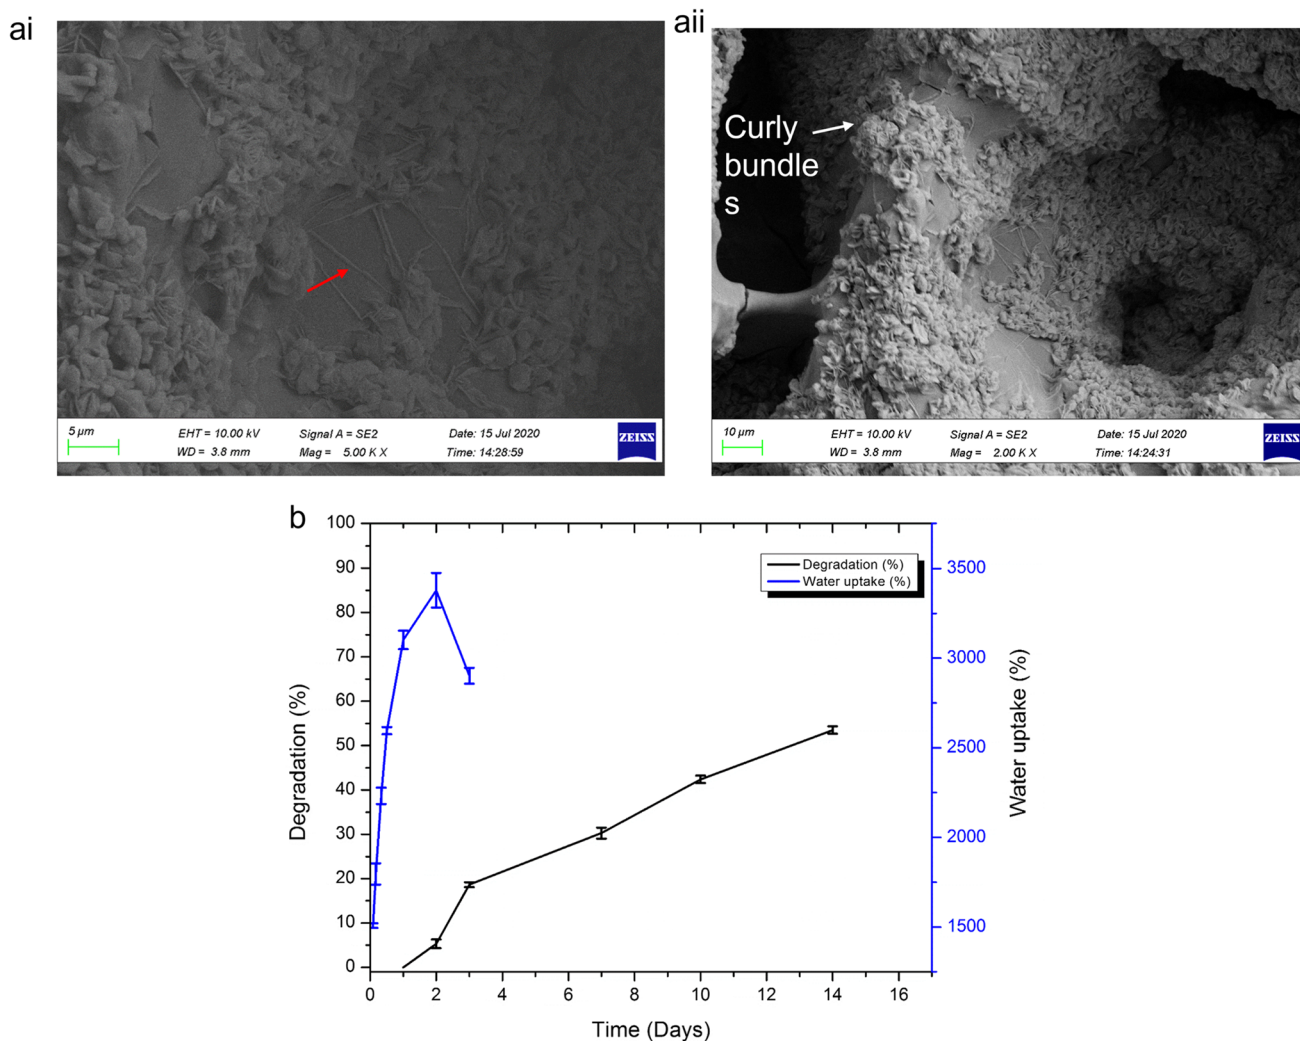 ai
aii
Curly
bundle
s
5 µm
EHT = 10.00 kV
Signal A = SE2
Date: 15 Jul 2020
ZEISS
WD = 3.8 mm
Mag = 5.00 K X
Time: 14:28:59
10 µm
EHT = 10.00 kV
Signal A = SE2
Date: 15 Jul 2020
ZEISS
WD = 3.8 mm
Mag = 2.00 K X
Time: 14:24:31
b
Degradation (%)
Water uptake (%)
100
90
80
70
60
50
40
30
20
10
0
3500
3000
2500
2000
1500
Degradation (%)
Water uptake (%)
0 2 4 6 8 10 12 14 16
Time (Days)